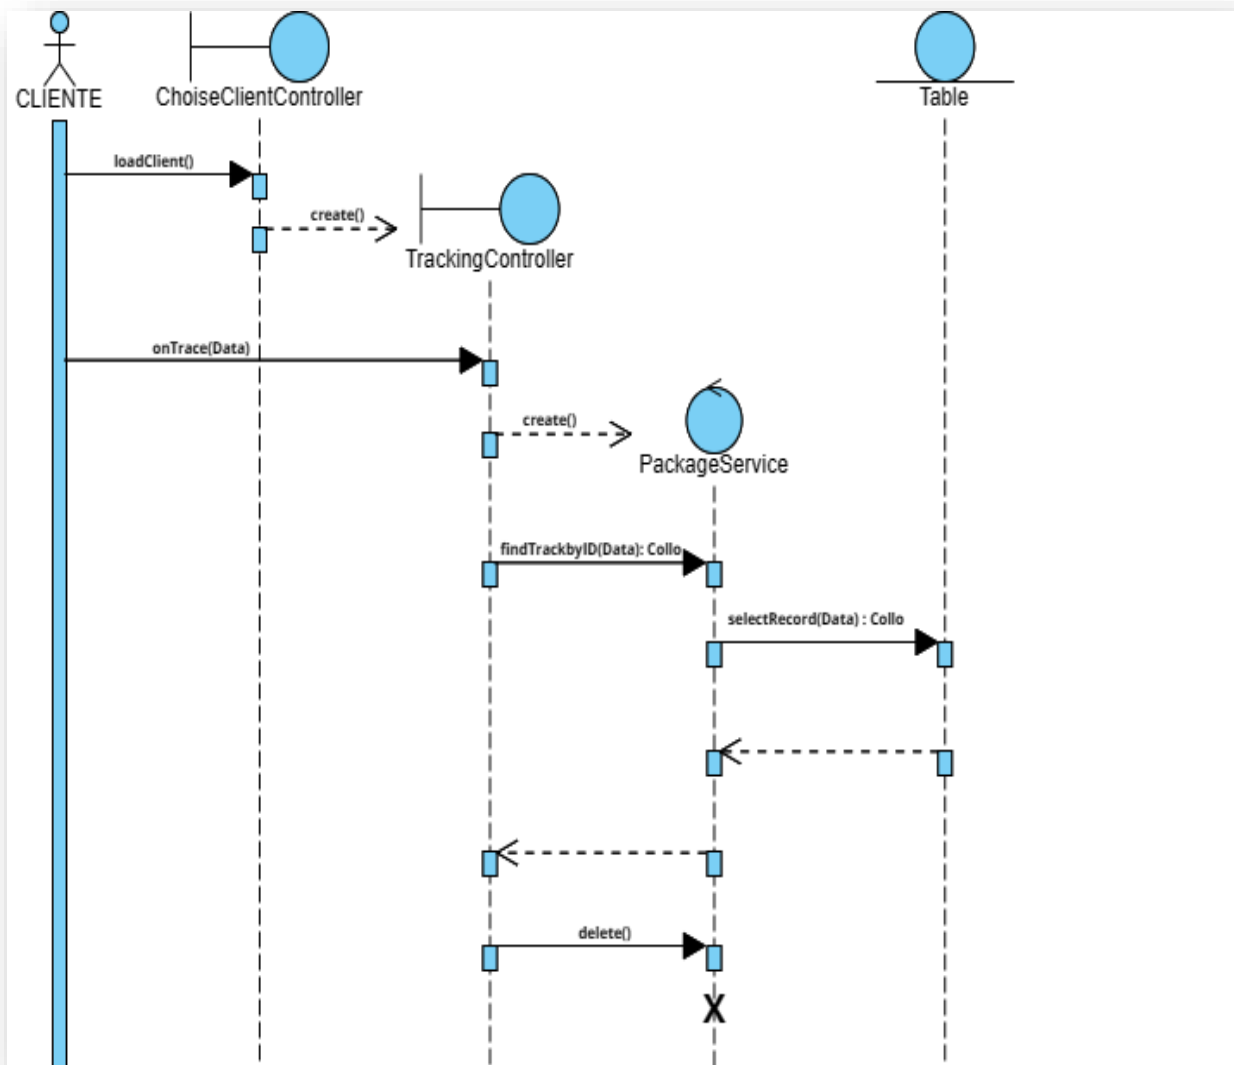 CLIENTE
ChoiseClientController
Table
loadClient()
create()
TrackingController
onTrace(Data)
create()
PackageService
findTrackbyID(Data): Collo
selectRecord(Data) : Collo
delete()
X